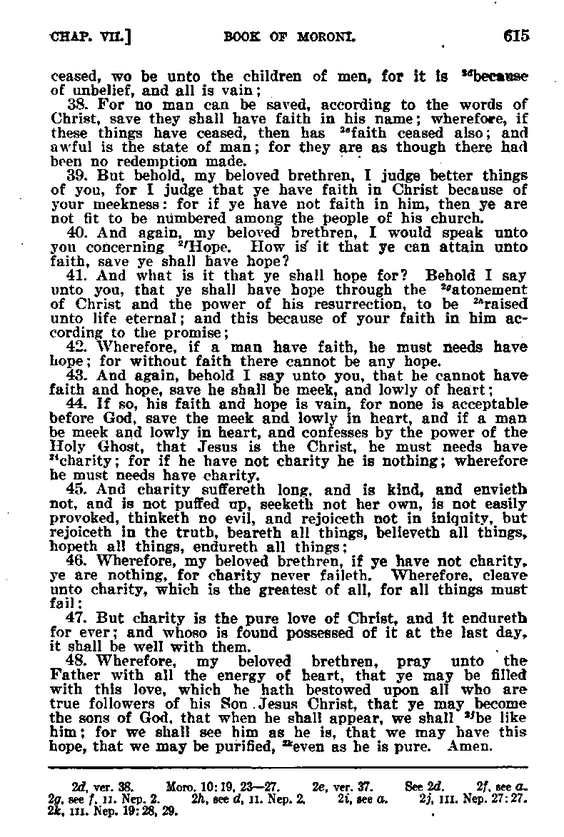 CHAP. VII.] BOOK OF MORONI. 615
ceased, wo be unto the children of men, for it is 2dbecause
of unbelief, and all is vain;
38. For no man can be saved, according to the words of
Christ, save they shall have faith in his name; wherefore, if
these things have ceased, then has 2efaith ceased also; and
awful is the state of man; for they are as though there had
been no redemption made.
39. But behold, my beloved brethren, I judge better things
of you, for I judge that ye have faith in Christ because of
your meekness: for if ye have not faith in him, then ye are
not fit to be numbered among the people of his church.
40. And again, my beloved brethren, I would speak unto
you concerning 2fHope. How is it that ye can attain unto
faith, save ye shall have hope?
41. And what is it that ye shall hope for? Behold I say
unto you, that ye shall have hope through the 2gatonement
of Christ and the power of his resurrection, to be 2hraised
unto life eternal; and this because of your faith in him ac-
cording to the promise;
42. Wherefore, if a man have faith, he must needs have
hope; for without faith there cannot be any hope.
43. And again, behold I say unto you, that he cannot have
faith and hope, save he shall be meek, and lowly of heart;
44. If so, his faith and hope is vain, for none is acceptable
before God, save the meek and lowly in heart, and if a man
be meek and lowly in heart, and confesses by the power of the
Holy Ghost, that Jesus is the Christ, he must needs have
2icharity; for if he have not charity he is nothing; wherefore
he must needs have charity.
45. And charity suffereth long, and is kind, and envieth
not, and is not puffed up, seeketh not her own, is not easily
provoked, thinketh no evil, and rejoiceth not in iniquity, but
rejoiceth in the truth, beareth all things, believeth all things,
hopeth all things, endureth all things;
46. Wherefore, my beloved brethren, if ye have not charity,
ye are nothing, for charity never faileth. Wherefore, cleave
unto charity, which is the greatest of all, for all things must
fail;
47. But charity is the pure love of Christ, and it endureth
for ever; and whoso is found possessed of it at the last day,
it shall be well with them.
48. Wherefore, my beloved brethren, pray unto the
Father with all the energy of heart, that ye may be filled
with this love, which he hath bestowed upon all who are
true followers of his Son Jesus Christ, that ye may become
the sons of God, that when he shall appear, we shall 2jbe like
him; for we shall see him as he is, that we may have this
hope, that we may be purified, 2keven as he is pure. Amen.
2d, ver. 38. Moro. 10:19, 23—27. 2e, ver. 37. See 2d. 2f, see a.
2g, see f, II. Nep. 2. 2h, see d, II. Nep. 2. 2i, see a. 2j, III. Nep. 27:27.
2k, III. Nep. 19:28, 29.